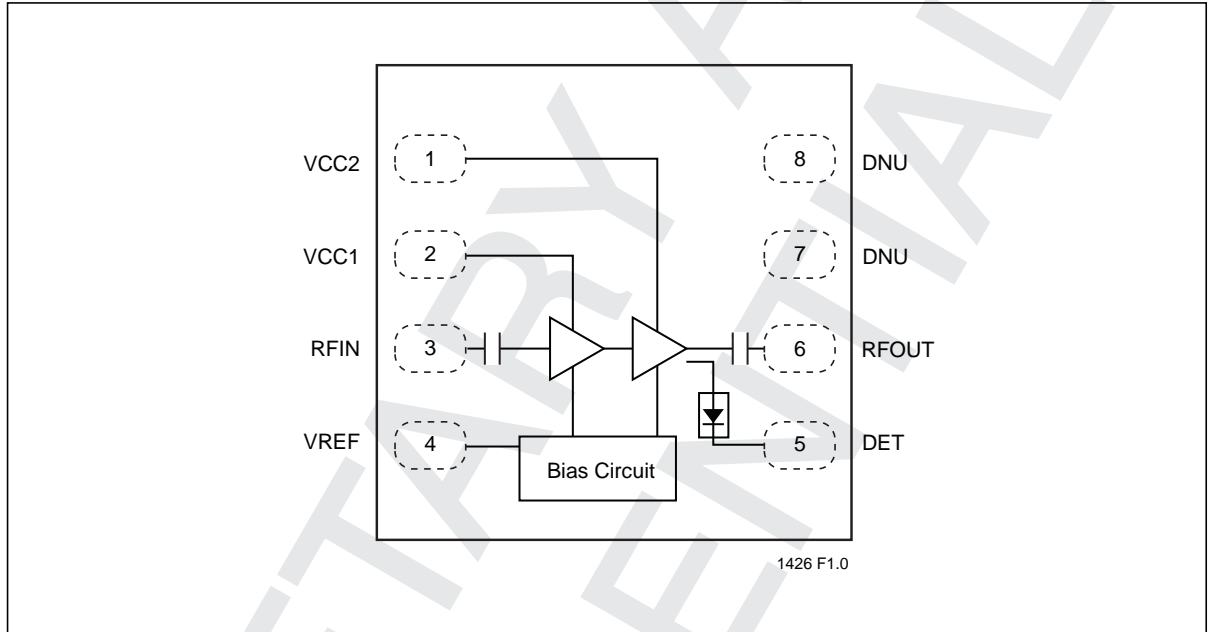 VCC2 1 8 DNU
VCC1 2 7 DNU
RFIN 3 6 RFOUT
VREF 4 Bias Circuit 5 DET
1426 F1.0